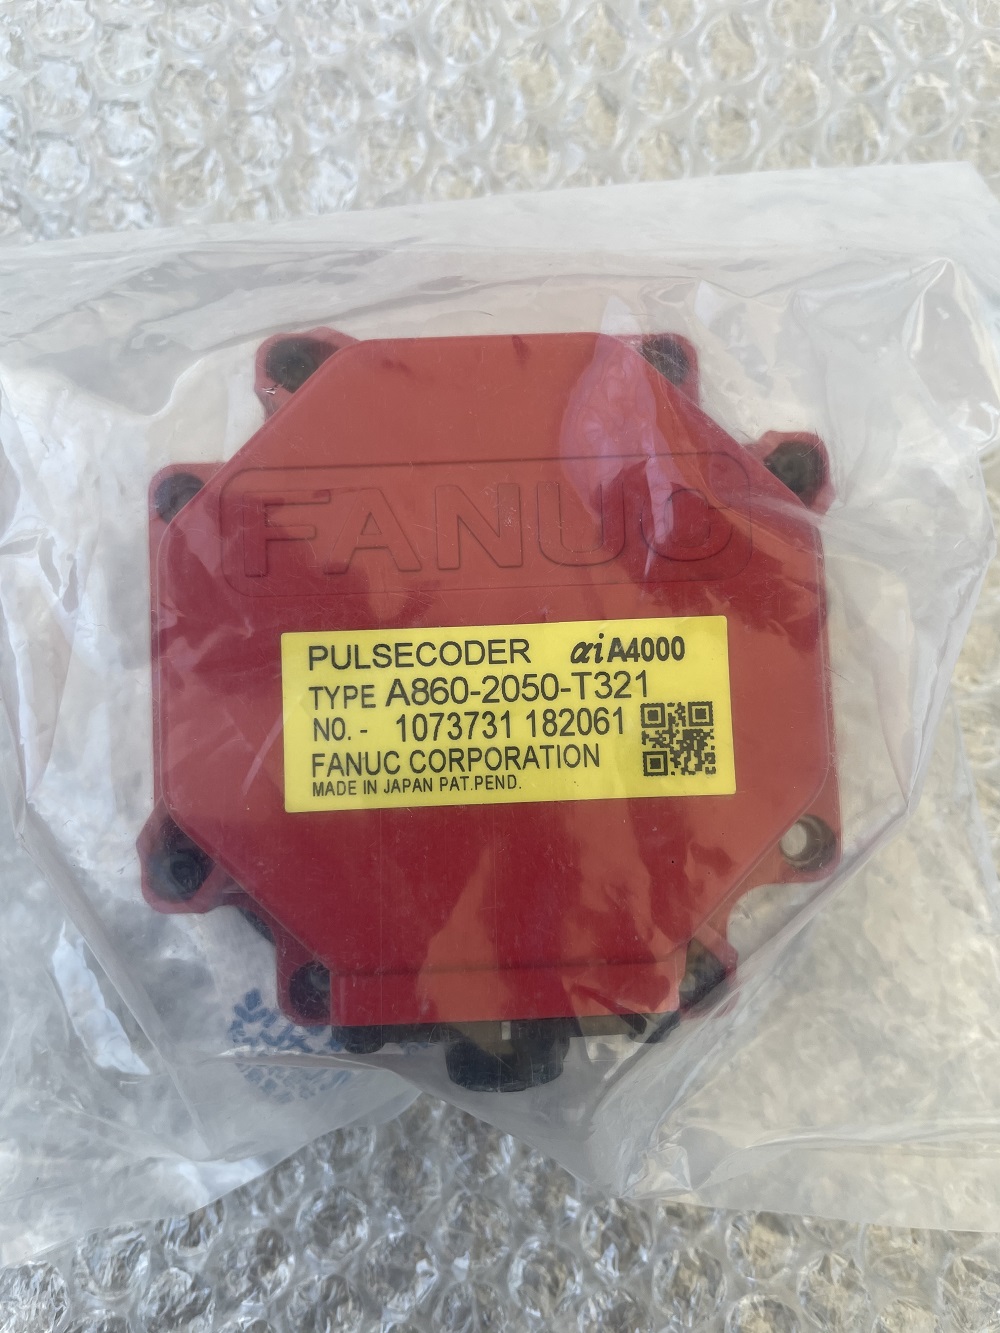 FANUC
PULSECODER αiA4000
TYPE A860-2050-T321
NO.- 1073731 182061
FANUC CORPORATION
MADE IN JAPAN PAT.PEND.